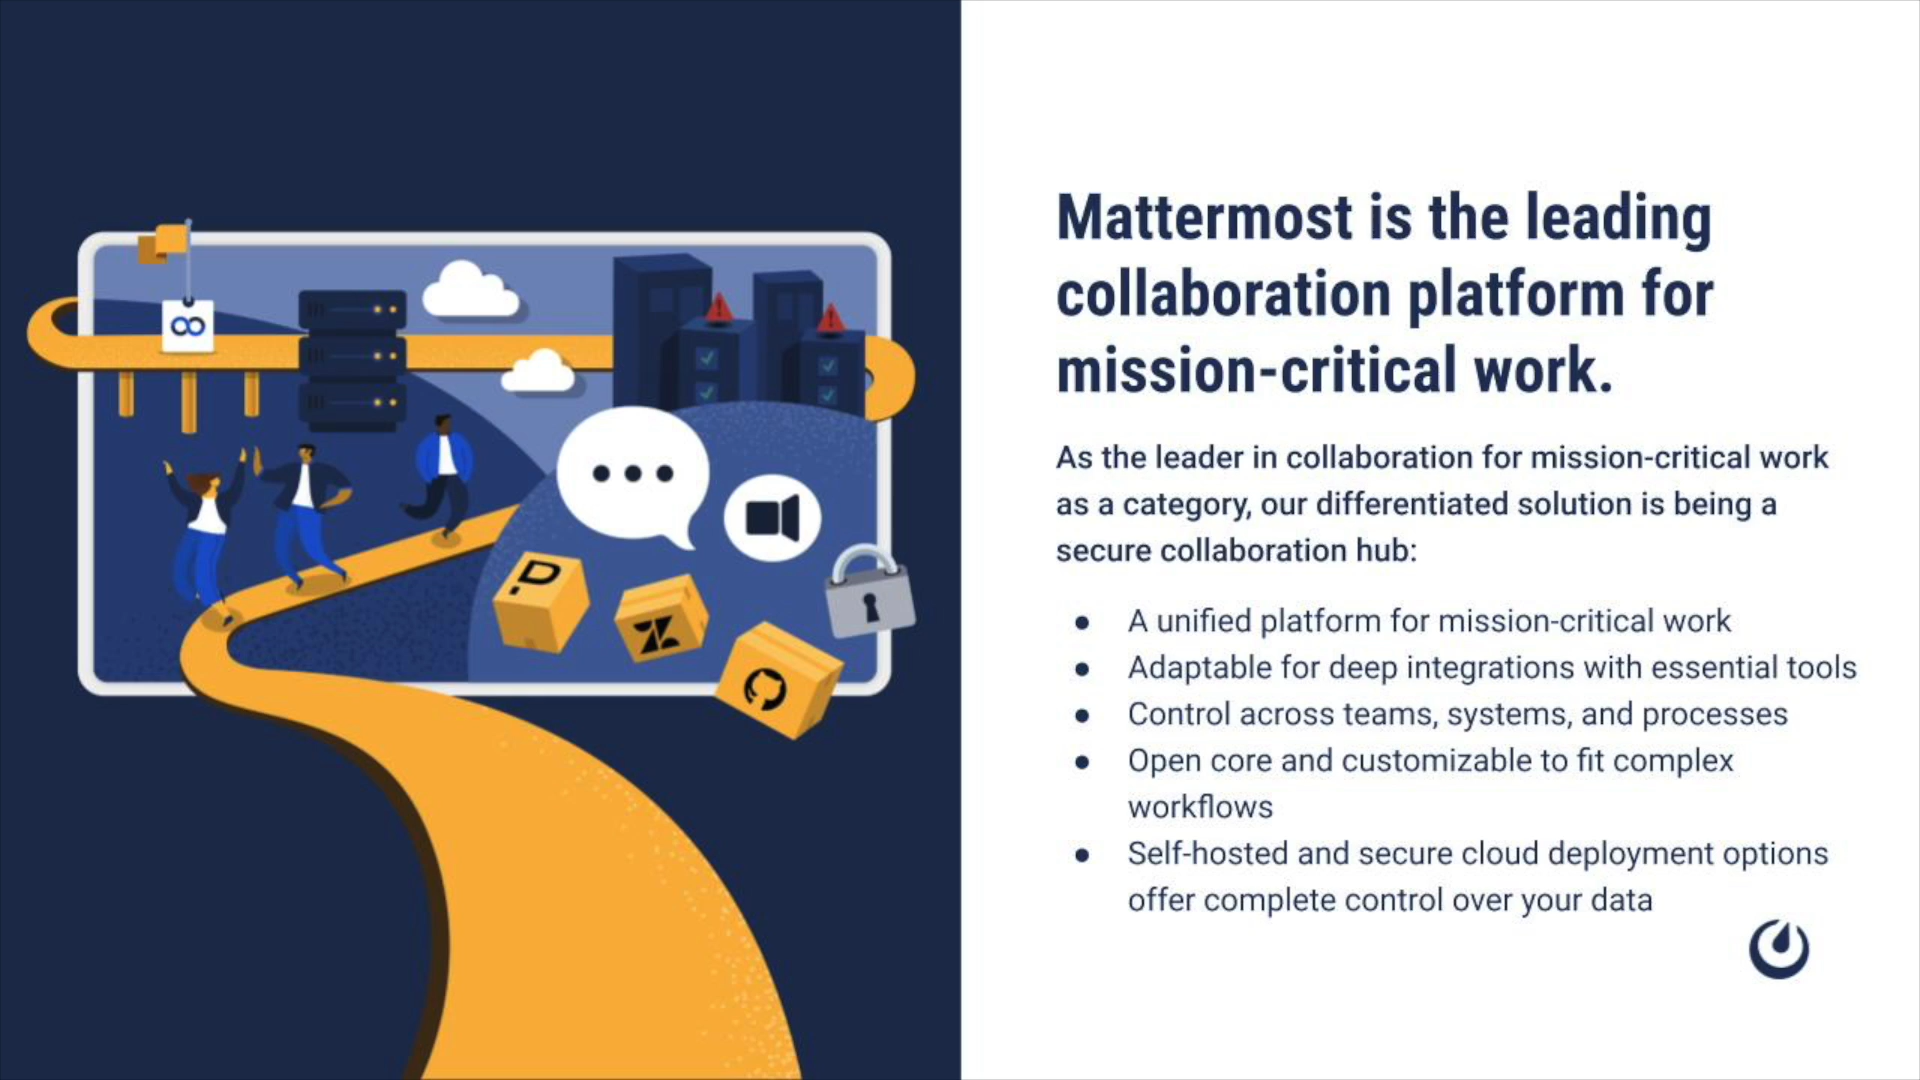 Mattermost is the leading
collaboration platform for
mission-critical work.
As the leader in collaboration for mission-critical work
as a category, our differentiated solution is being a
secure collaboration hub:
● A unified platform for mission-critical work
● Adaptable for deep integrations with essential tools
● Control across teams, systems, and processes
● Open core and customizable to fit complex
workflows
● Self-hosted and secure cloud deployment options
offer complete control over your data